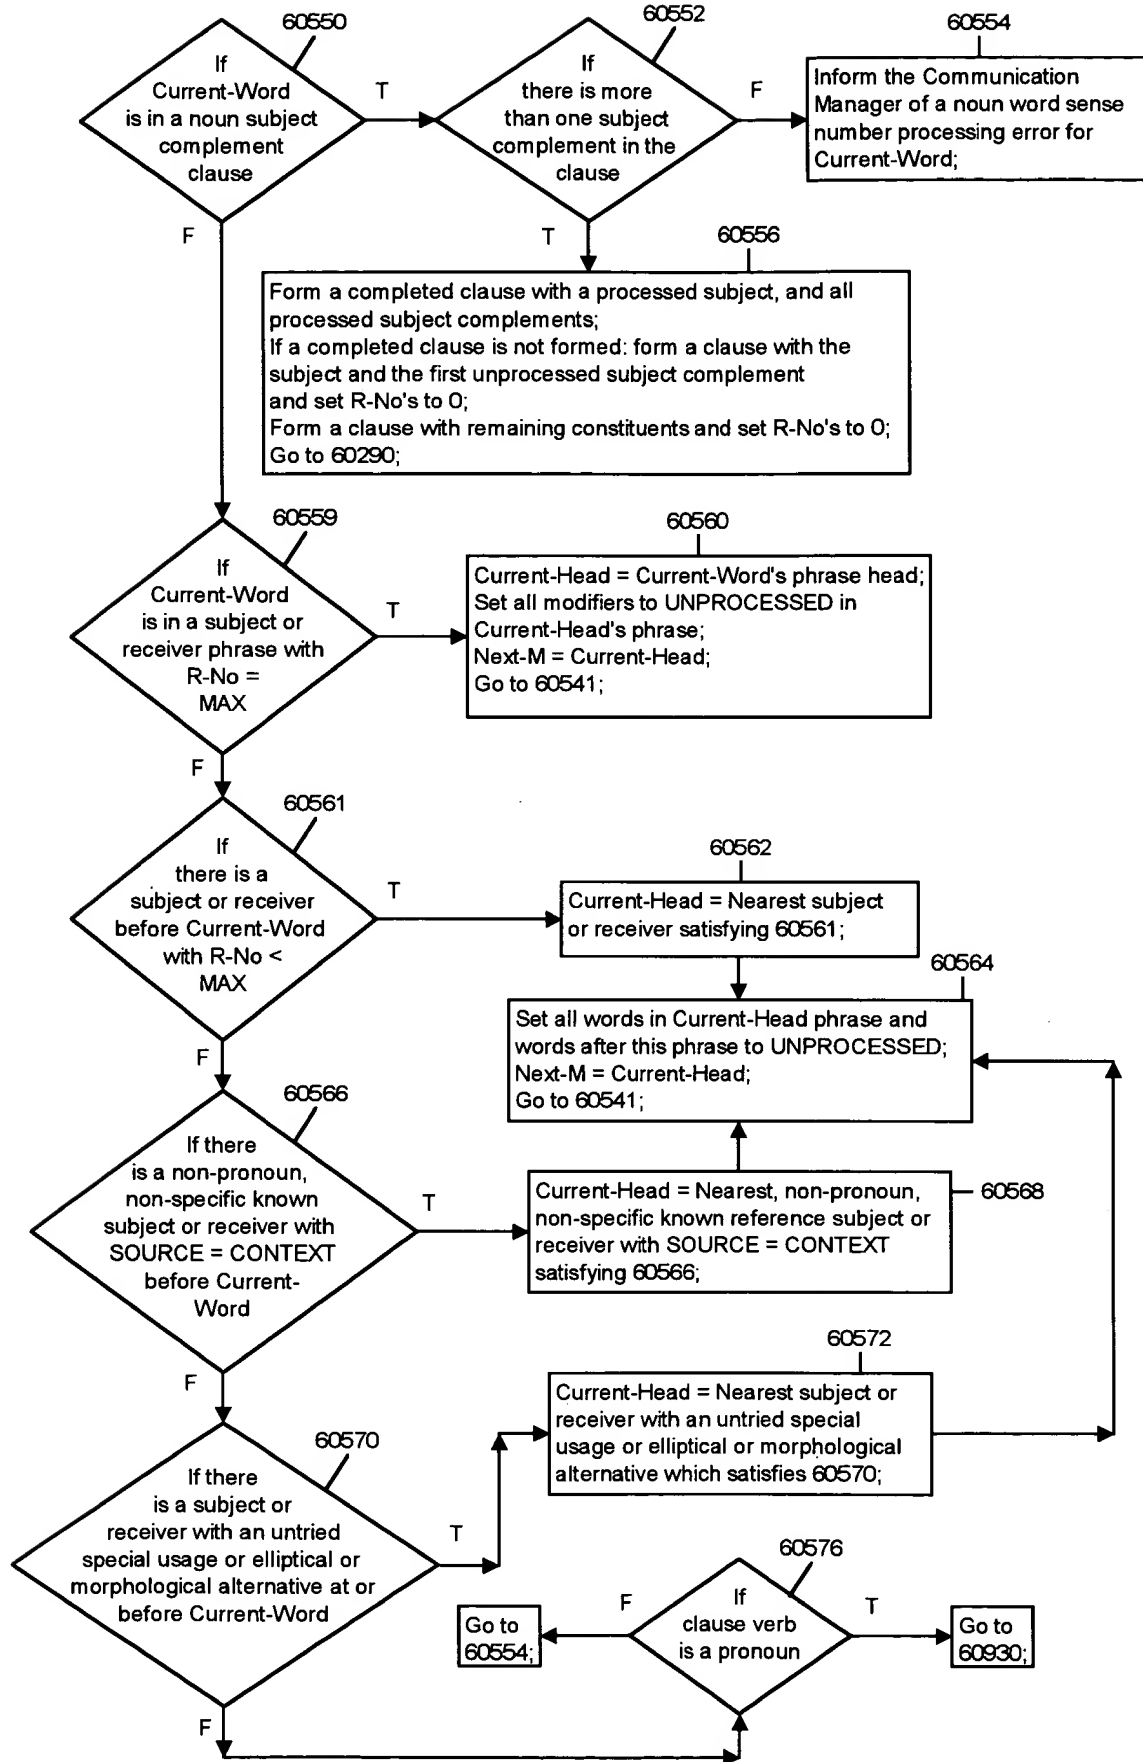 60550
60552
60554
If
Current-Word
is in a noun subject
complement
clause
T
If
there is more
than one subject
complement in the
clause
F
Inform the Communication
Manager of a noun word sense
number processing error for
Current-Word;
F
T
60556
Form a completed clause with a processed subject, and all
processed subject complements;
If a completed clause is not formed: form a clause with the
subject and the first unprocessed subject complement
and set R-No's to 0;
Form a clause with remaining constituents and set R-No's to 0;
Go to 60290;
60559
60560
If
Current-Word
is in a subject or
receiver phrase with
R-No =
MAX
T
Current-Head = Current-Word's phrase head;
Set all modifiers to UNPROCESSED in
Current-Head's phrase;
Next-M = Current-Head;
Go to 60541;
F
60561
If
there is a
subject or receiver
before Current-Word
with R-No <
MAX
T
60562
Current-Head = Nearest subject
or receiver satisfying 60561;
60564
Set all words in Current-Head phrase and
words after this phrase to UNPROCESSED;
Next-M = Current-Head;
Go to 60541;
F
60566
If there
is a non-pronoun,
non-specific known
subject or receiver with
SOURCE = CONTEXT
before Current-
Word
T
Current-Head = Nearest, non-pronoun,
non-specific known reference subject or
receiver with SOURCE = CONTEXT
satisfying 60566;
60568
F
60570
If there
is a subject or
receiver with an untried
special usage or elliptical or
morphological alternative at or
before Current-Word
T
60572
Current-Head = Nearest subject or
receiver with an untried special
usage or elliptical or morphological
alternative which satisfies 60570;
60576
If
clause verb
is a pronoun
F
Go to
60554;
T
Go to
60930;
F